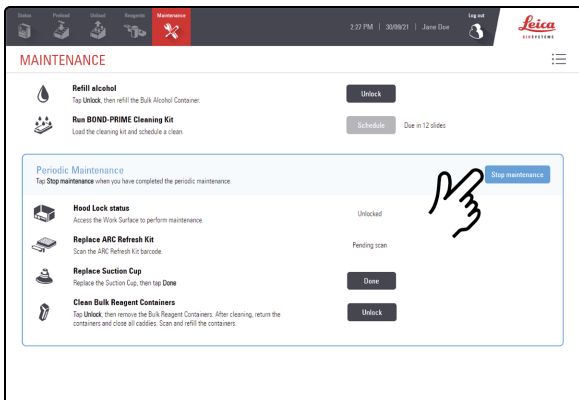 Status Preload Unload Reagents Maintenance
2:27 PM | 30/09/21 | Jane Doe
Log out
Leica
BIOSYSTEMS
MAINTENANCE
Refill alcohol
Tap Unlock, then refill the Bulk Alcohol Container.
Unlock
Run BOND-PRIME Cleaning Kit
Load the cleaning kit and schedule a clean.
Schedule Due in 12 slides
Periodic Maintenance
Tap Stop maintenance when you have completed the periodic maintenance.
Stop maintenance
Hood Lock status
Access the Work Surface to perform maintenance.
Unlocked
Replace ARC Refresh Kit
Scan the ARC Refresh Kit barcode.
Pending scan
Replace Suction Cup
Replace the Suction Cup, then tap Done
Done
Clean Bulk Reagent Containers
Tap Unlock, then remove the Bulk Reagent Containers. After cleaning, return the
containers and close all caddies. Scan and refill the containers.
Unlock